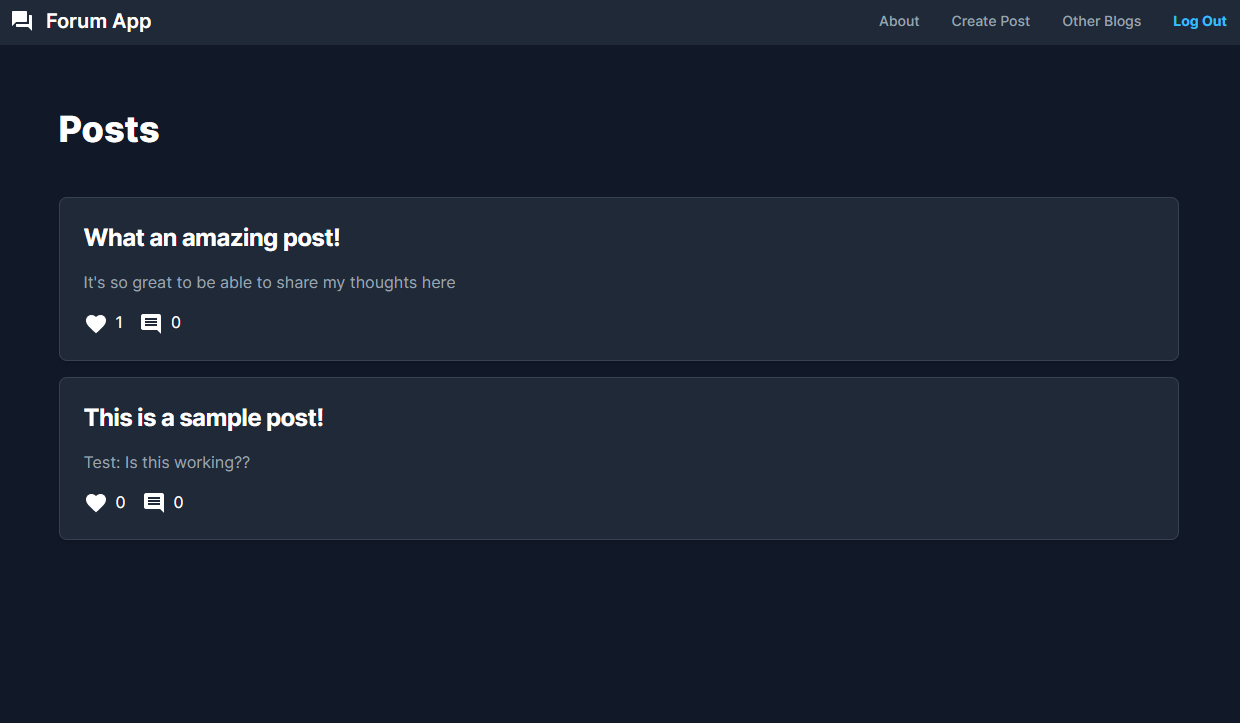 Forum App
About
Create Post
Other Blogs
Log Out
Posts
What an amazing post!
It's so great to be able to share my thoughts here
1 0
This is a sample post!
Test: Is this working??
0 0